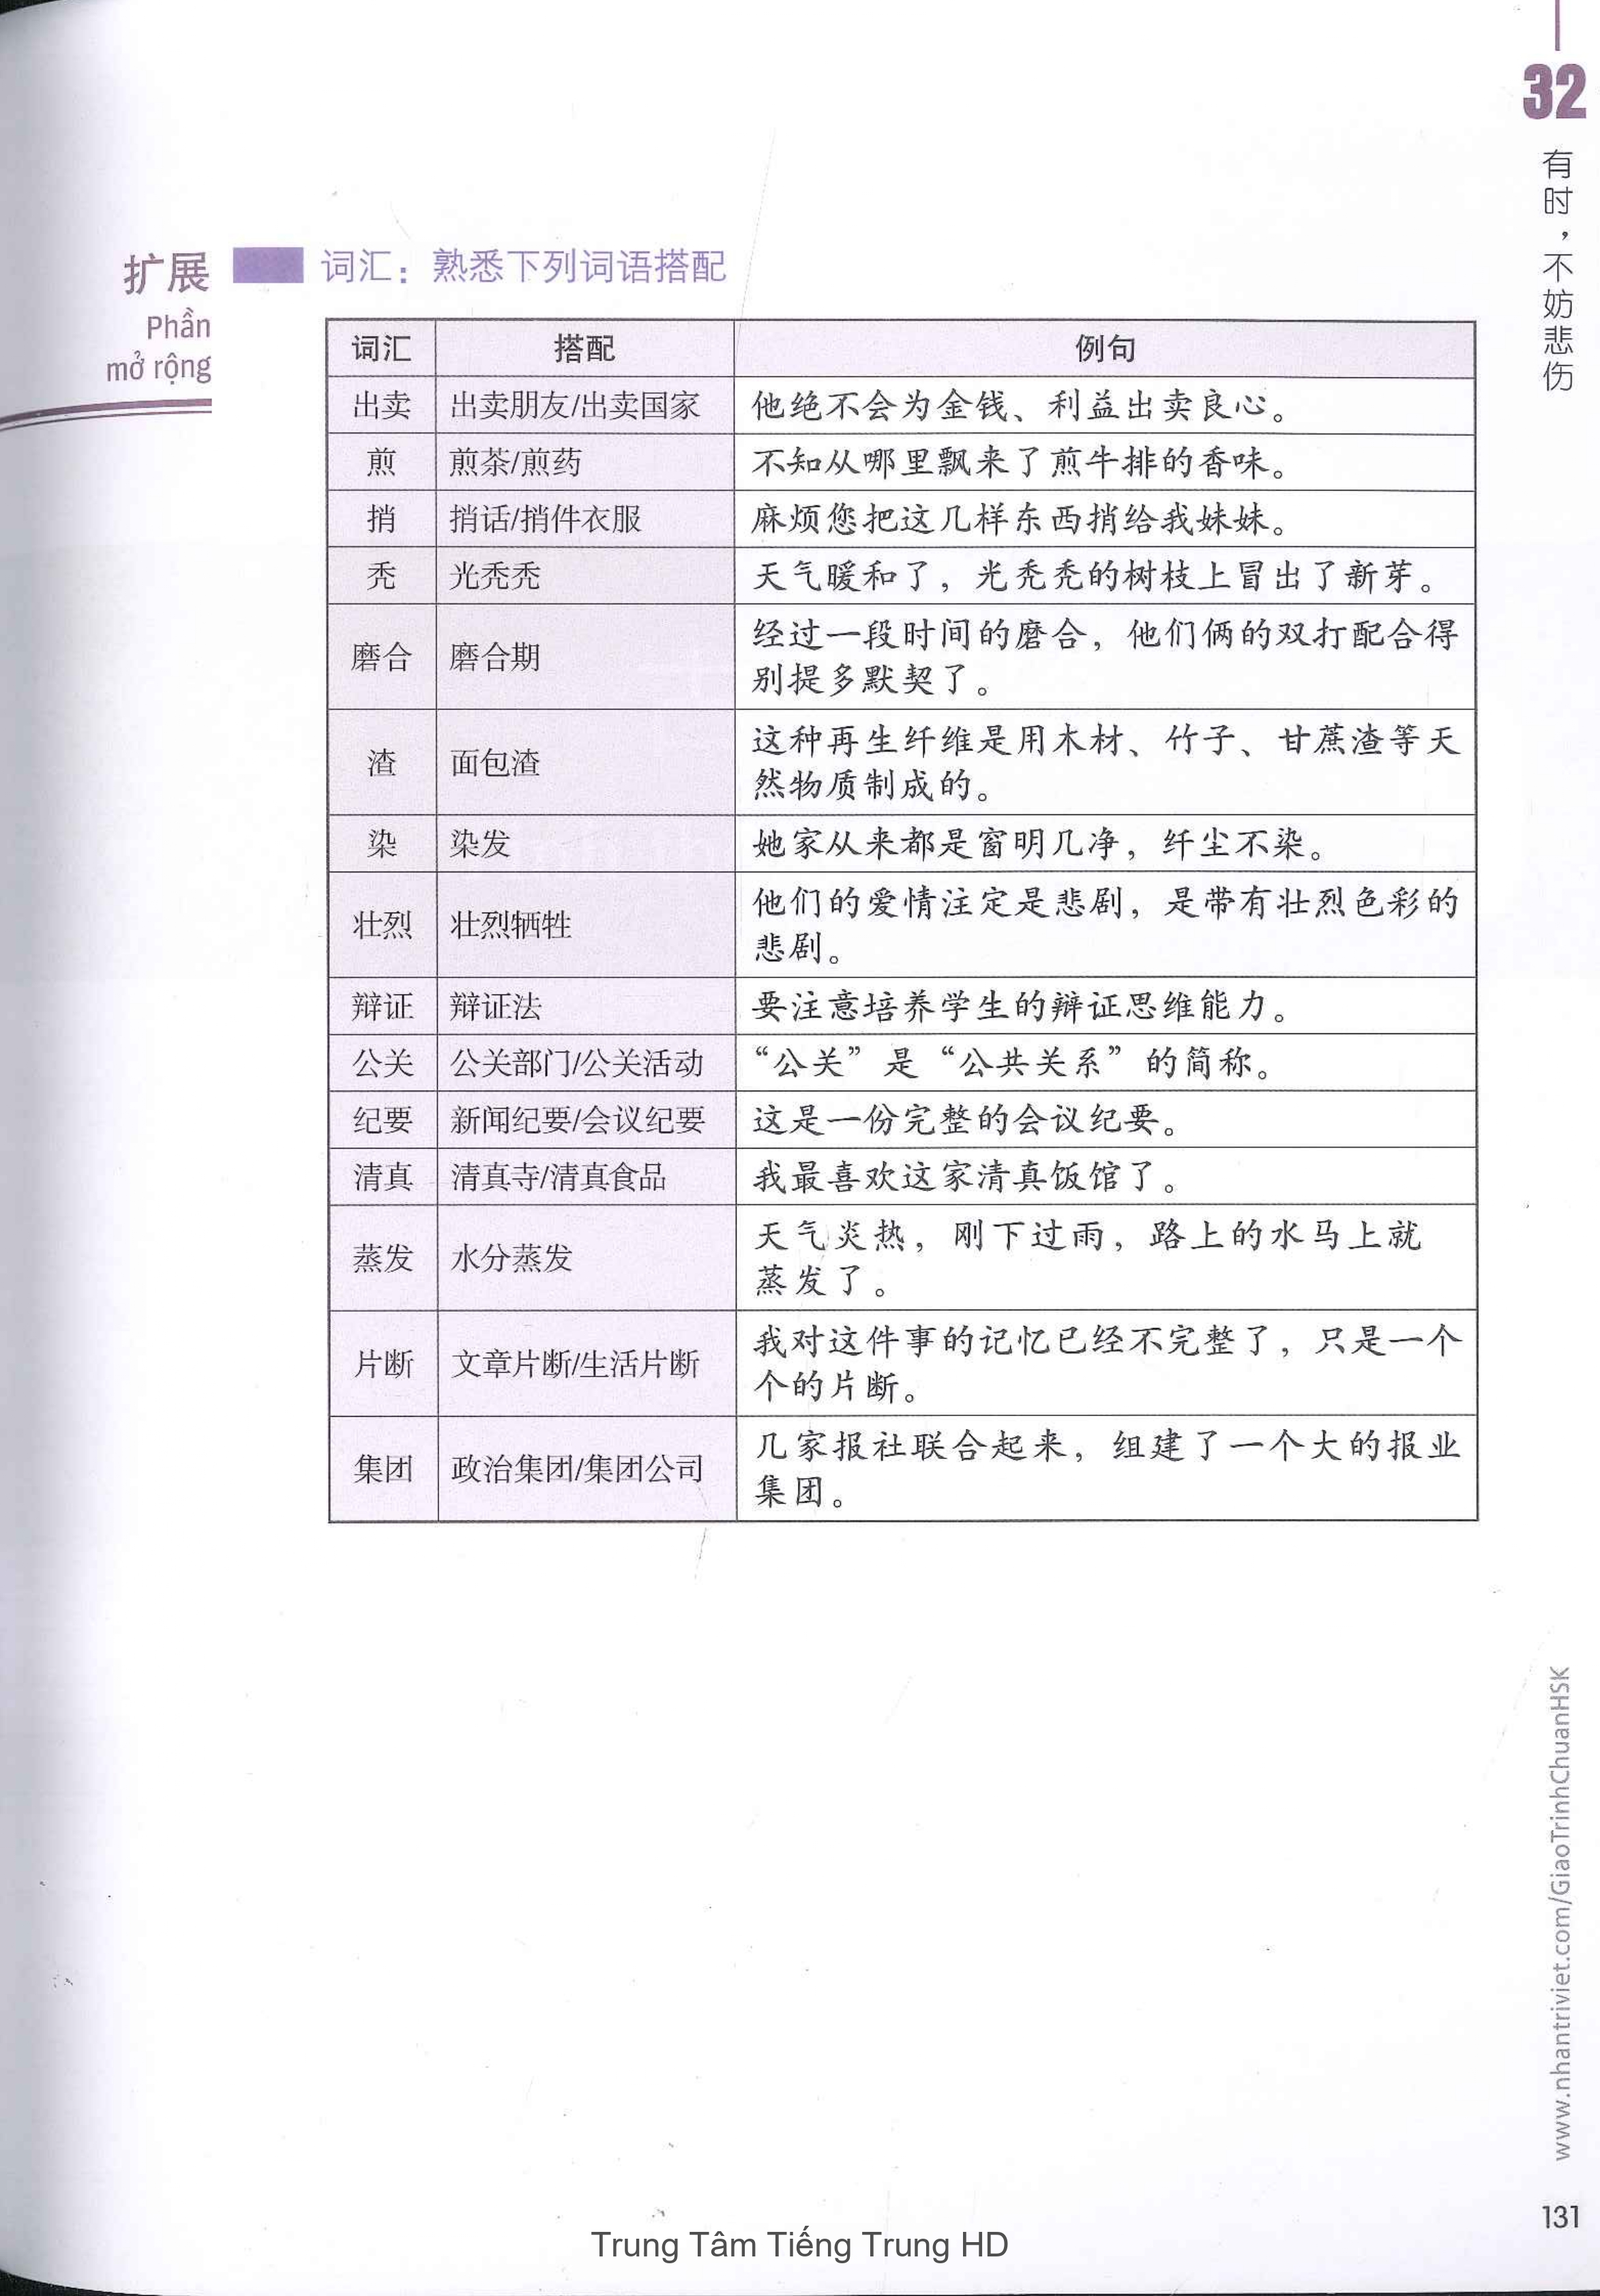 32
有时，不妨悲伤
扩展
Phần
mở rộng
词汇：熟悉下列词语搭配
词汇 搭配 例句
出卖 出卖朋友/出卖国家 他绝不会为金钱、利益出卖良心。
煎 煎茶/煎药 不知从哪里飘来了煎牛排的香味。
捎 捎话/捎件衣服 麻烦您把这几样东西捎给我妹妹。
秃 光秃秃 天气暖和了，光秃秃的树枝上冒出了新芽。
磨合 磨合期 经过一段时间的磨合，他们俩的双打配合得
别提多默契了。
渣 面包渣 这种再生纤维是用木材、竹子、甘蔗渣等天
然物质制成的。
染 染发 她家从来都是窗明几净，纤尘不染。
壮烈 壮烈牺牲 他们的爱情注定是悲剧，是带有壮烈色彩的
悲剧。
辩证 辩证法 要注意培养学生的辩证思维能力。
公关 公关部门/公关活动 “公关”是“公共关系”的简称。
纪要 新闻纪要/会议纪要 这是一份完整的会议纪要。
清真 清真寺/清真食品 我最喜欢这家清真饭馆了。
蒸发 水分蒸发 天气炎热，刚下过雨，路上的水马上就
蒸发了。
片断 文章片断/生活片断 我对这件事的记忆已经不完整了，只是一个
个的片断。
集团 政治集团/集团公司 几家报社联合起来，组建了一个大的报业
集团。
www.nhantriviet.com/GiaoTrinhChuanHSK
131
Trung Tâm Tiếng Trung HD